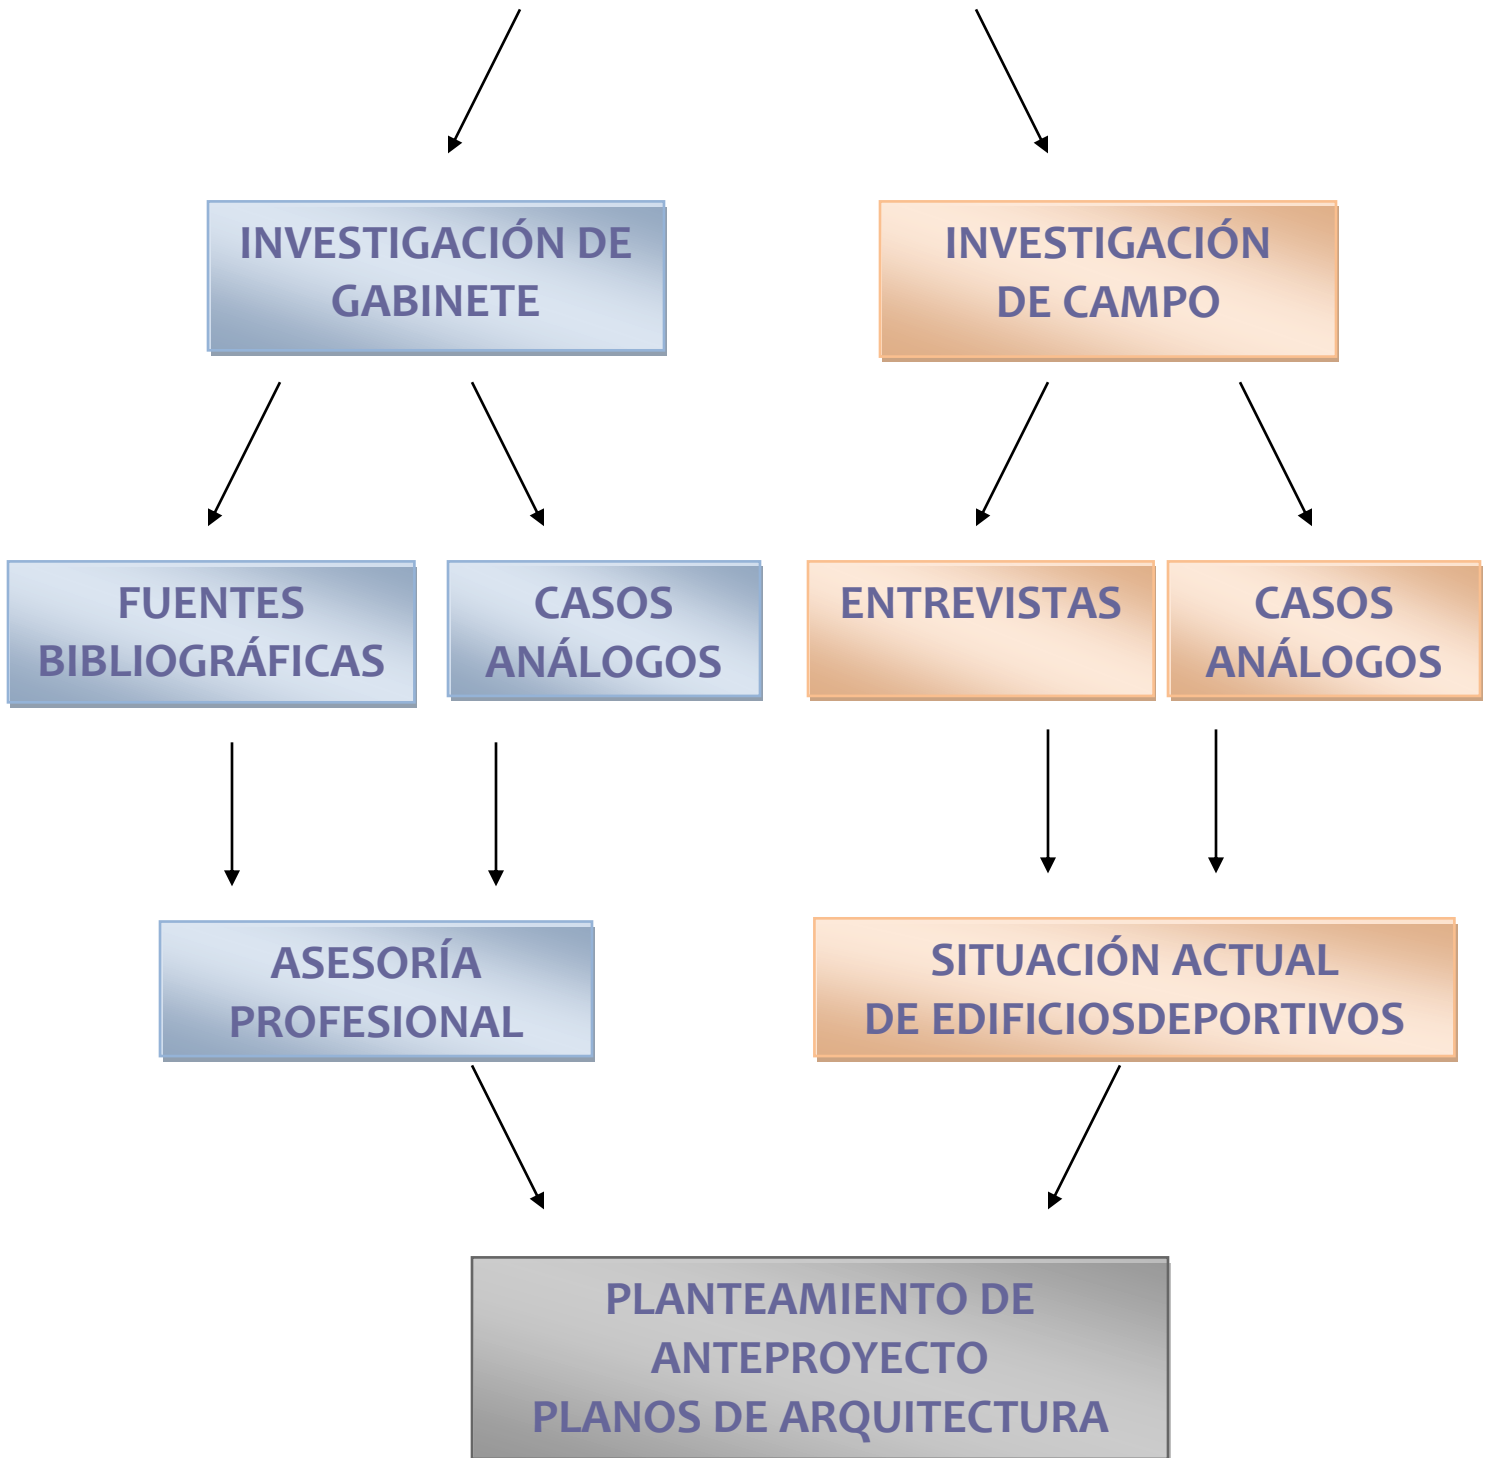 INVESTIGACIÓN DE
GABINETE
INVESTIGACIÓN
DE CAMPO
FUENTES
BIBLIOGRÁFICAS
CASOS
ANÁLOGOS
ENTREVISTAS
CASOS
ANÁLOGOS
ASESORÍA
PROFESIONAL
SITUACIÓN ACTUAL
DE EDIFICIOSDEPORTIVOS
PLANTEAMIENTO DE
ANTEPROYECTO
PLANOS DE ARQUITECTURA